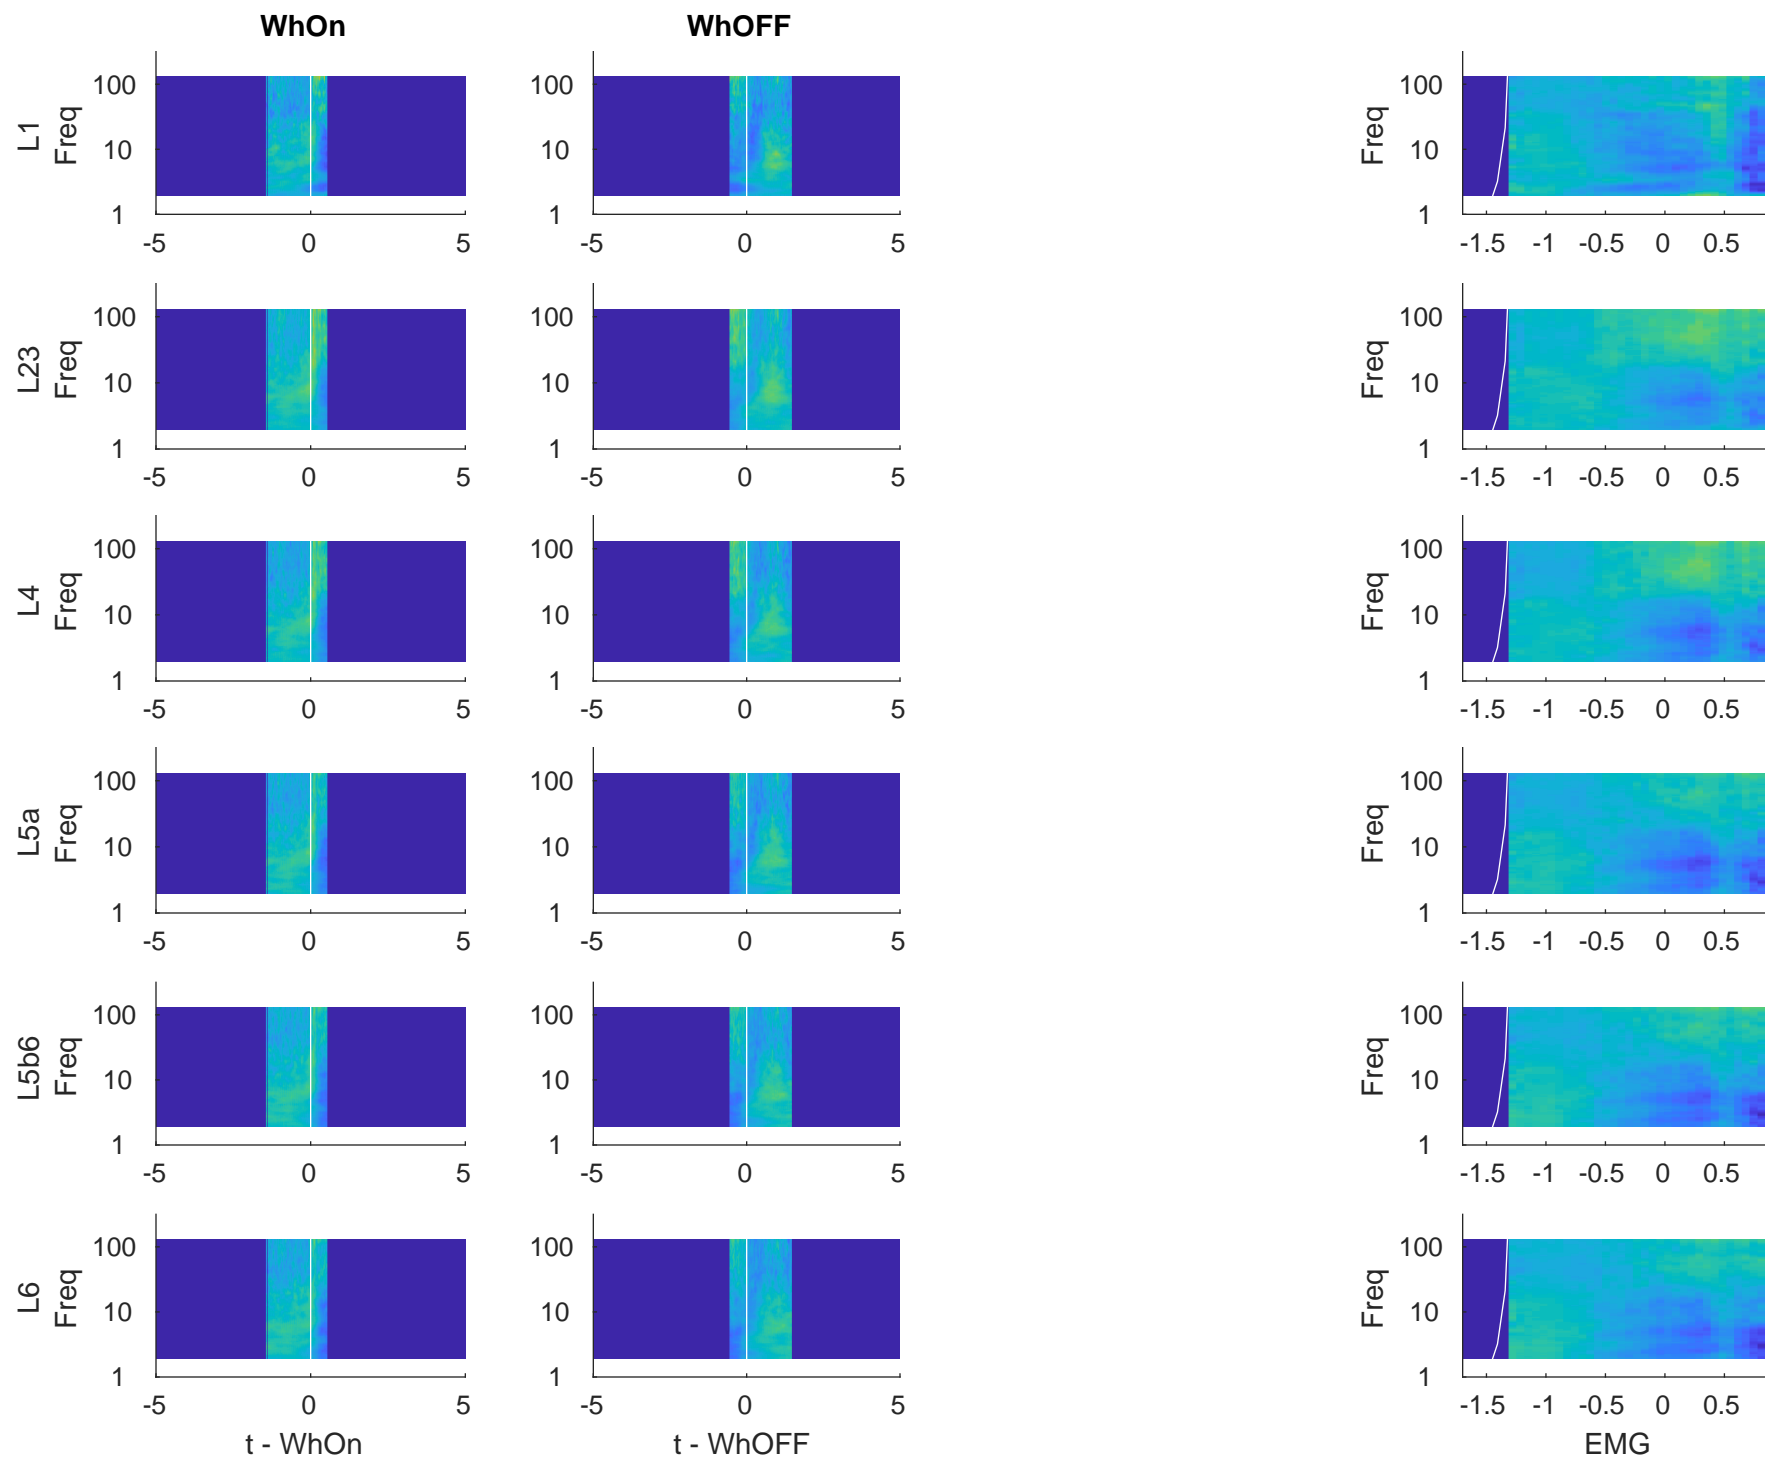 WhOn WhOFF
L1 Freq 100 10 1 -5 0 5
-5 0 5
Freq 100 10 1 -1.5 -1 -0.5 0 0.5
L23 Freq 100 10 1 -5 0 5
100 10 1 -5 0 5
Freq 100 10 1 -1.5 -1 -0.5 0 0.5
L4 Freq 100 10 1 -5 0 5
100 10 1 -5 0 5
Freq 100 10 1 -1.5 -1 -0.5 0 0.5
L5a Freq 100 10 1 -5 0 5
100 10 1 -5 0 5
Freq 100 10 1 -1.5 -1 -0.5 0 0.5
L5b6 Freq 100 10 1 -5 0 5
100 10 1 -5 0 5
Freq 100 10 1 -1.5 -1 -0.5 0 0.5
L6 Freq 100 10 1 -5 0 5
100 10 1 -5 0 5
Freq 100 10 1 -1.5 -1 -0.5 0 0.5
t - WhOn t - WhOFF EMG